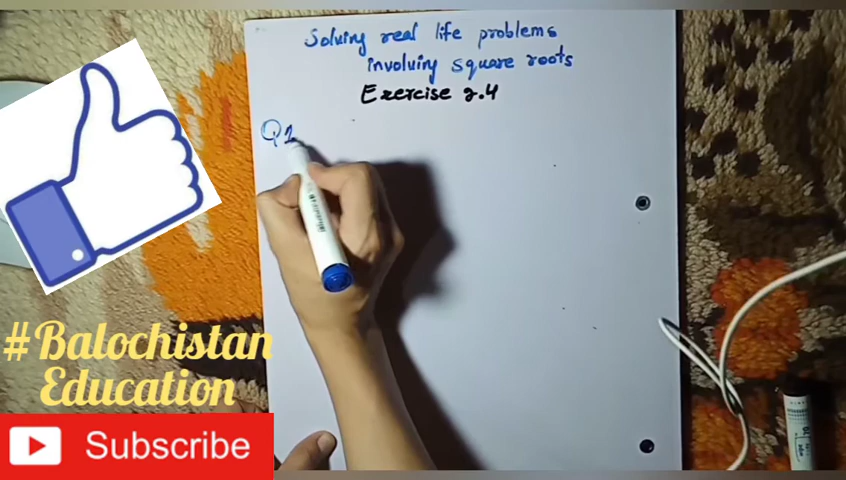 Solving real life problems
involving square roots
Exercise 2.4
Q1
#Balochistan
Education
Subscribe